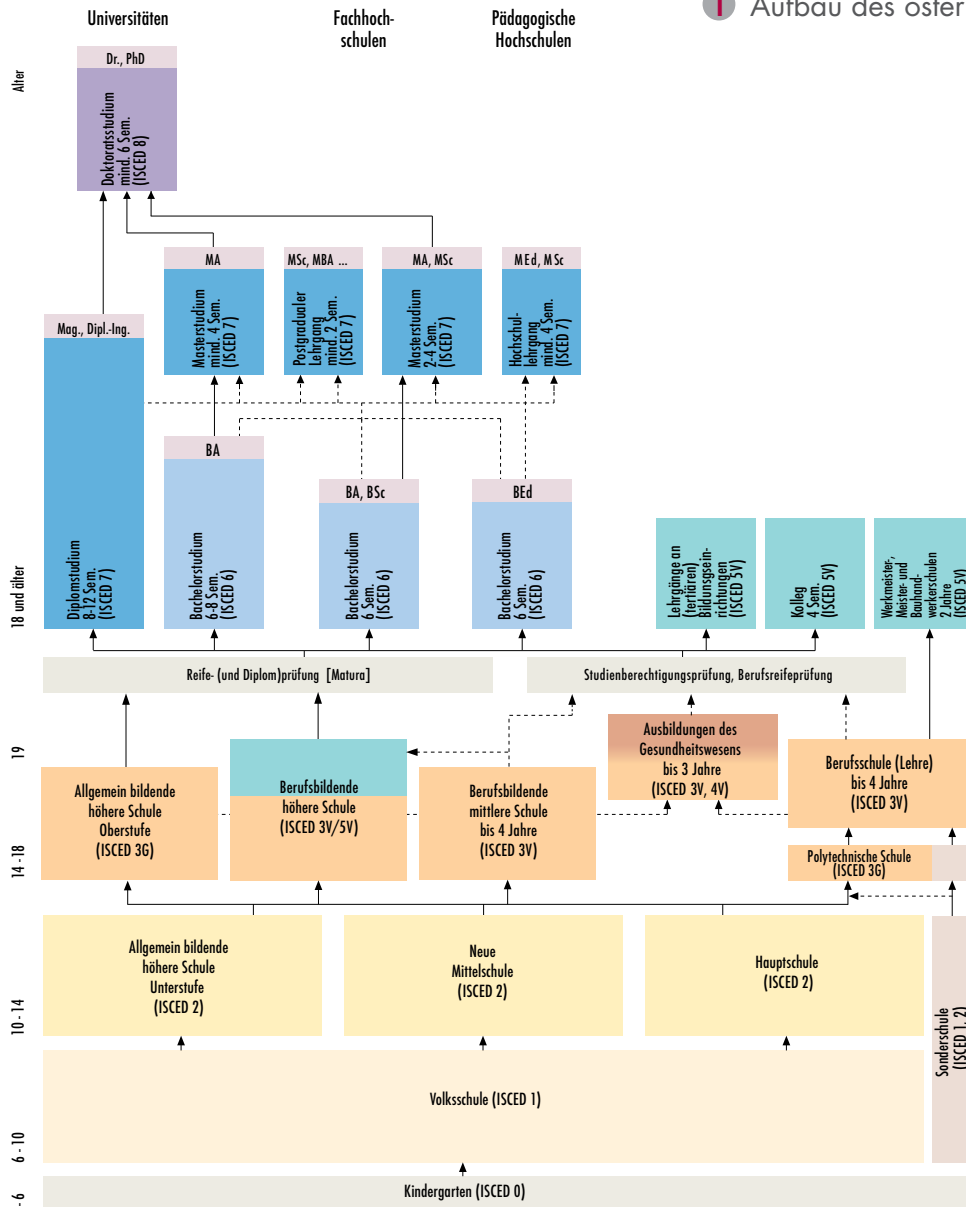 1 Aufbau des öster
Universitäten
Fachhoch-
schulen
Pädagogische
Hochschulen
Alter
Dr., PhD
Doktoratsstudium
mind. 6 Sem.
(ISCED 8)
MA
Masterstudium
mind. 4 Sem.
(ISCED 7)
MSc, MBA ...
Postgradualer
Lehrgang
mind. 2 Sem.
(ISCED 7)
MA, MSc
Masterstudium
2-4 Sem.
(ISCED 7)
MEd, MSc
Hochschul-
lehrgang
mind. 4 Sem.
(ISCED 7)
Mag., Dipl.-Ing.
Diplomstudium
8-12 Sem.
(ISCED 7)
BA
Bachelorstudium
6-8 Sem.
(ISCED 6)
BA, BSc
Bachelorstudium
6 Sem.
(ISCED 6)
BEd
Bachelorstudium
6 Sem.
(ISCED 6)
Lehrgänge an
(tertiären)
Bildungsein-
richtungen
(ISCED 5V)
Kolleg
4 Sem.
(ISCED 5V)
Werkmeister-,
Meister- und
Bauhand-
werkerschulen
2 Jahre
(ISCED 5V)
18 und älter
Reife- (und Diplom)prüfung [Matura]
Studienberechtigungsprüfung, Berufsreifeprüfung
19
Allgemein bildende
höhere Schule
Oberstufe
(ISCED 3G)
Berufsbildende
höhere Schule
(ISCED 3V/5V)
Berufsbildende
mittlere Schule
bis 4 Jahre
(ISCED 3V)
Ausbildungen des
Gesundheitswesens
bis 3 Jahre
(ISCED 3V, 4V)
Berufsschule (Lehre)
bis 4 Jahre
(ISCED 3V)
14 - 18
Polytechnische Schule
(ISCED 3G)
Allgemein bildende
höhere Schule
Unterstufe
(ISCED 2)
Neue
Mittelschule
(ISCED 2)
Hauptschule
(ISCED 2)
10 - 14
Sonderschule
(ISCED 1, 2)
Volksschule (ISCED 1)
6 - 10
Kindergarten (ISCED 0)
- 6